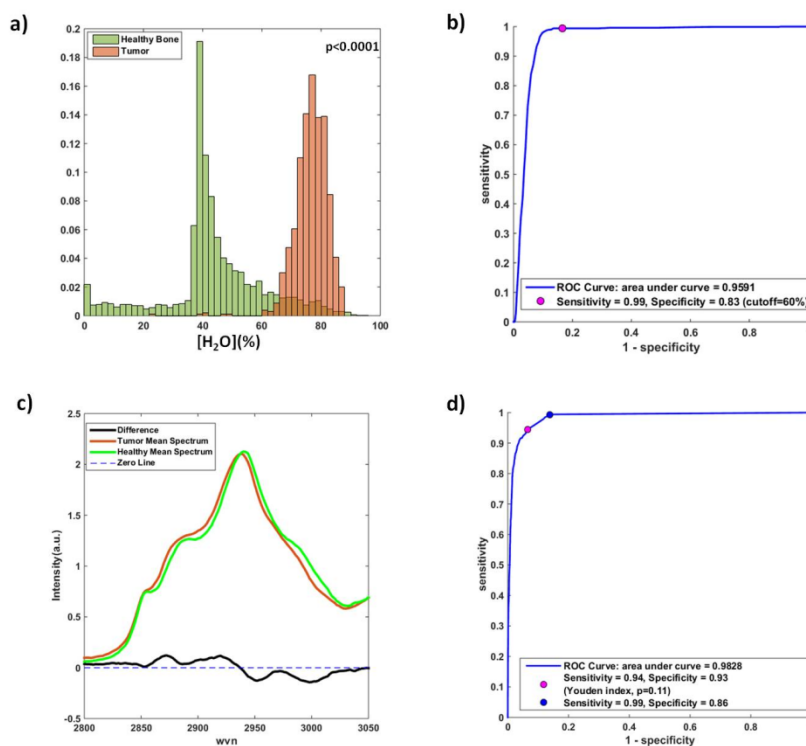 a)
Healthy Bone
Tumor
p<0.0001
0.2
0.18
0.16
0.14
0.12
0.1
0.08
0.06
0.04
0.02
0
0 20 40 60 80 100
[H2O](%)
b)
1
0.9
0.8
0.7
0.6
0.5
0.4
0.3
0.2
0.1
0
sensitivity
ROC Curve: area under curve = 0.9591
Sensitivity = 0.99, Specificity = 0.83 (cutoff=60%)
0 0.2 0.4 0.6 0.8
1 - specificity
c)
2.5
2
1.5
1
0.5
0
-0.5
Intensity(a.u.)
Difference
Tumor Mean Spectrum
Healthy Mean Spectrum
Zero Line
2800 2850 2900 2950 3000 3050
wvn
d)
1
0.9
0.8
0.7
0.6
0.5
0.4
0.3
0.2
0.1
0
sensitivity
ROC Curve: area under curve = 0.9828
Sensitivity = 0.94, Specificity = 0.93
(Youden index, p=0.11)
Sensitivity = 0.99, Specificity = 0.86
0 0.2 0.4 0.6 0.8
1 - specificity